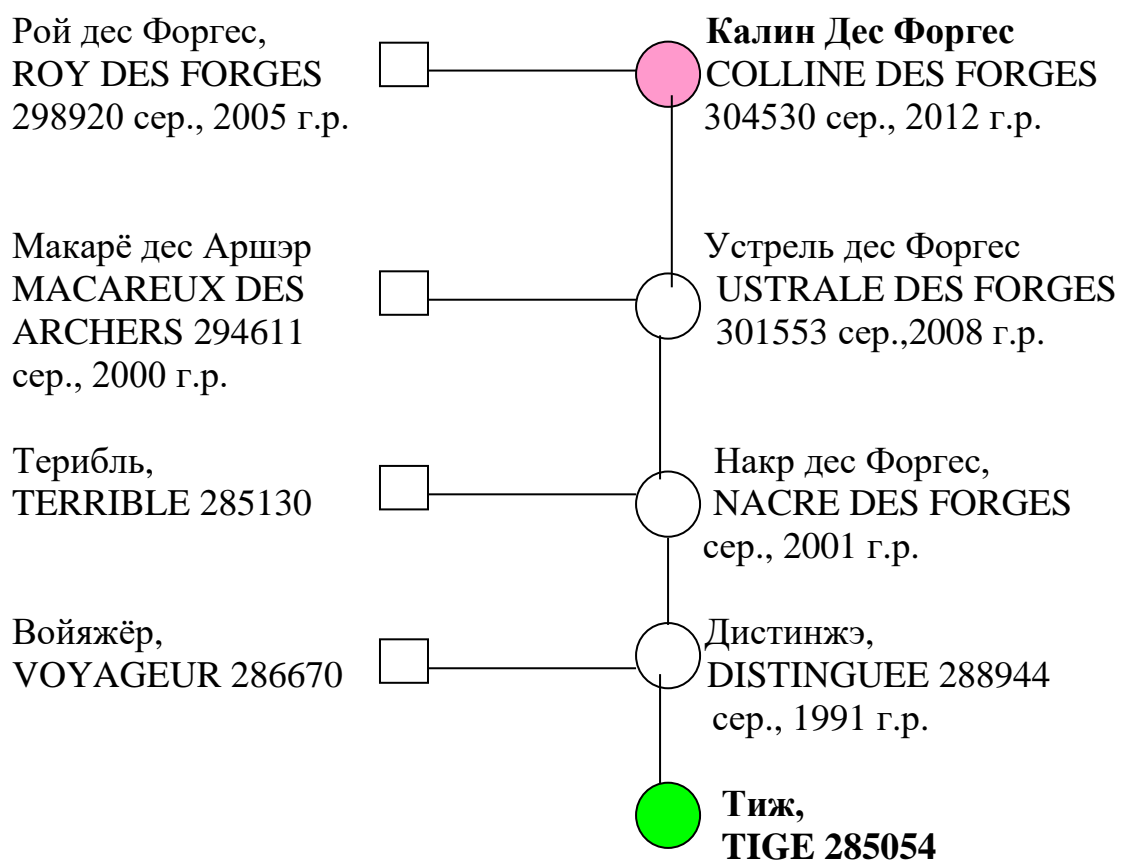 Рой дес Форгес,
ROY DES FORGES
298920 сер., 2005 г.р.
Калин Дес Форгес
COLLINE DES FORGES
304530 сер., 2012 г.р.
Макарё дес Аршэр
MACAREUX DES
ARCHERS 294611
сер., 2000 г.р.
Устрель дес Форгес
USTRALE DES FORGES
301553 сер.,2008 г.р.
Терибль,
TERRIBLE 285130
Накр дес Форгес,
NACRE DES FORGES
сер., 2001 г.р.
Войяжёр,
VOYAGEUR 286670
Дистинжэ,
DISTINGUEE 288944
сер., 1991 г.р.
Тиж,
TIGE 285054